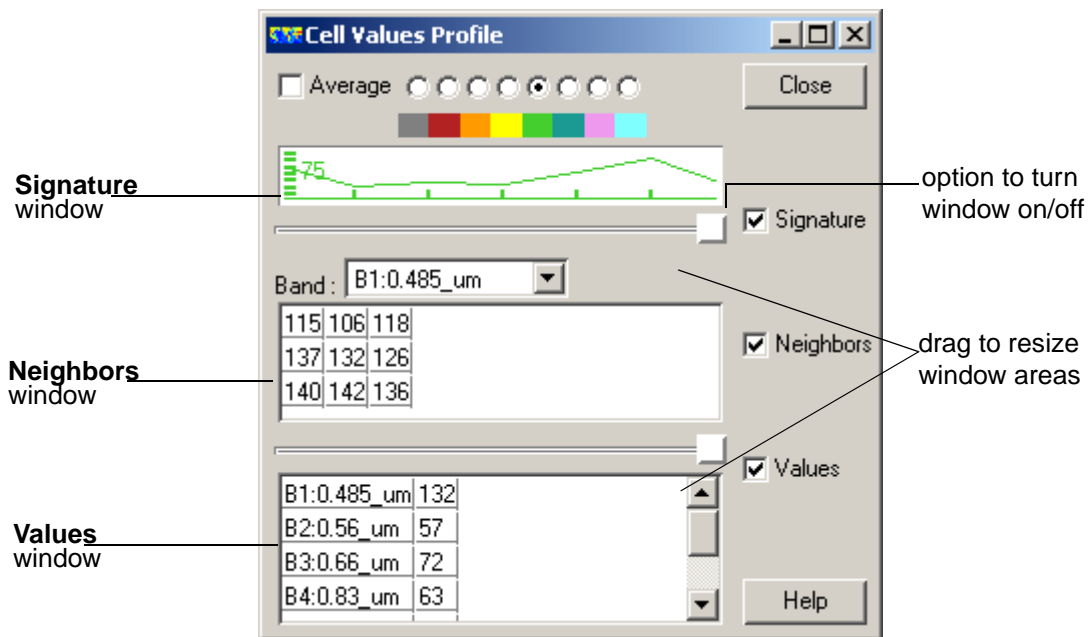 Cell Values Profile
Average
Close
75
Signature
window
option to turn
window on/off
Signature
Band : B1:0.485_um
115 106 118
137 132 126
140 142 136
Neighbors
Neighbors
window
drag to resize
window areas
Values
B1:0.485_um 132
B2:0.56_um 57
B3:0.66_um 72
B4:0.83_um 63
Values
window
Help